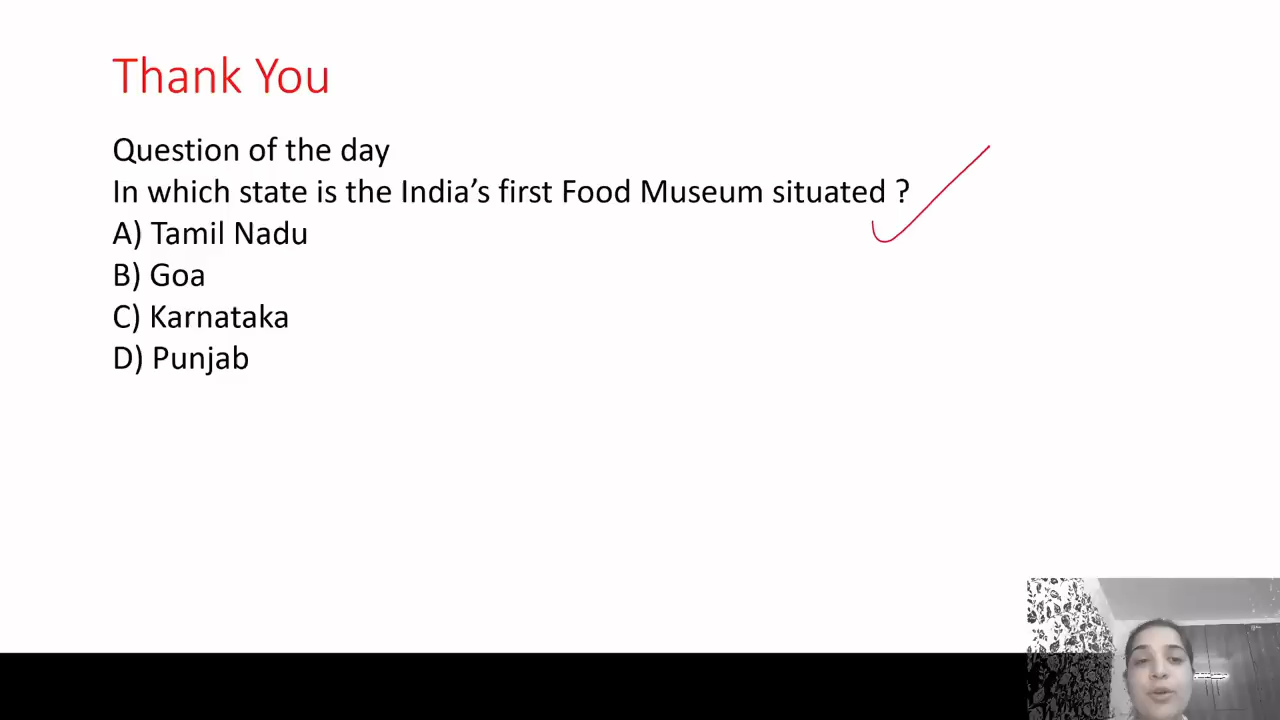 Thank You
Question of the day
In which state is the India’s first Food Museum situated ?
A) Tamil Nadu
B) Goa
C) Karnataka
D) Punjab